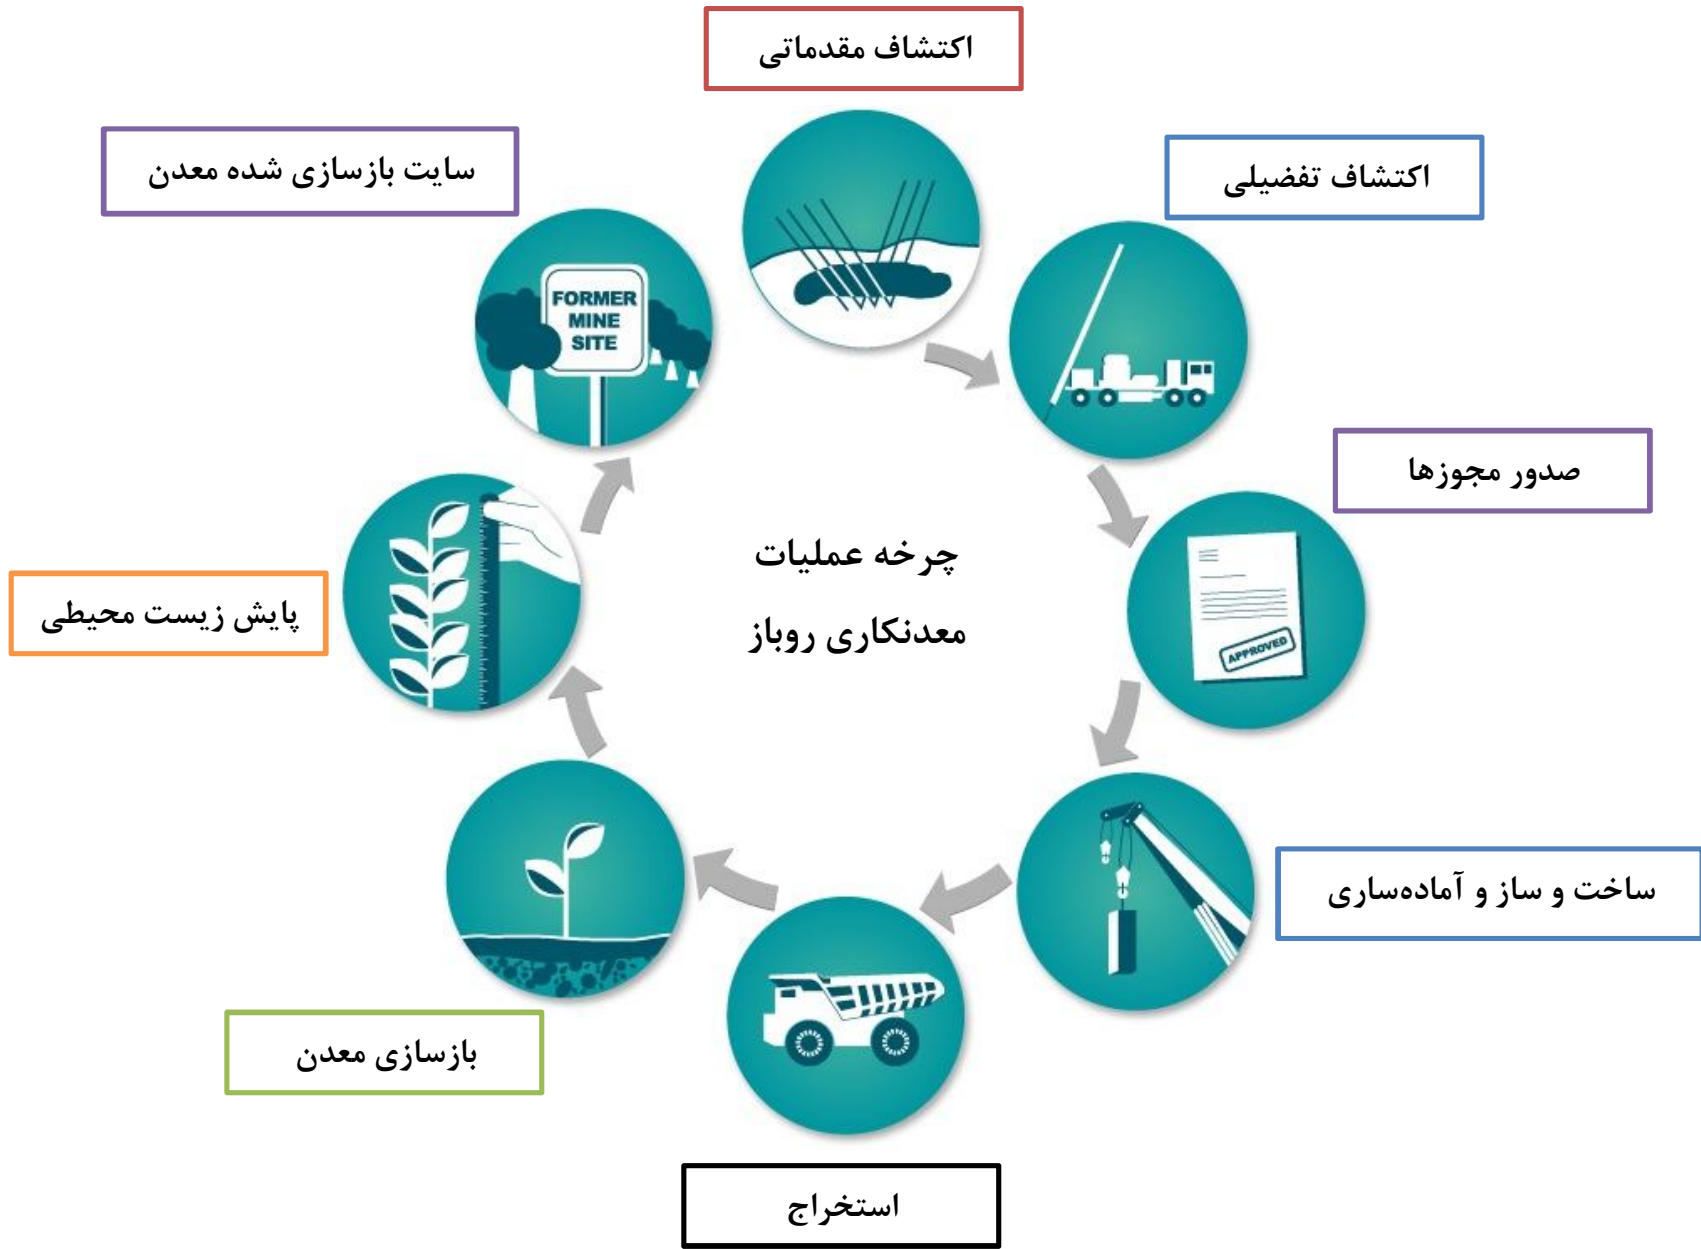 اکتشاف مقدماتی
اکتشاف تفضیلی
صدور مجوزها
APPROVED
ساخت و ساز و آماده‌ساری
استخراج
بازسازی معدن
پایش زیست محیطی
سایت بازسازی شده معدن
FORMER
MINE
SITE
چرخه عملیات
معدنکاری روباز